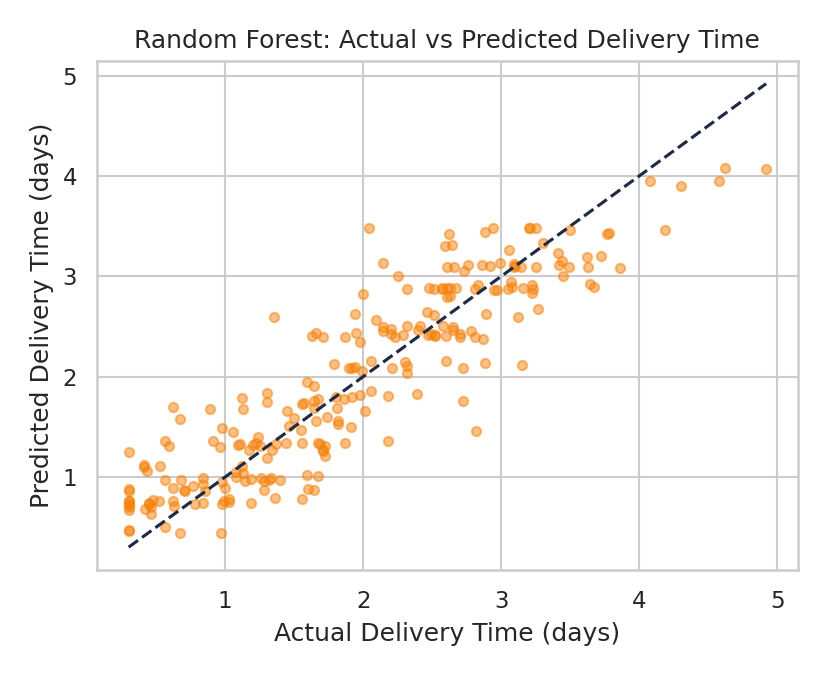 Random Forest: Actual vs Predicted Delivery Time
Predicted Delivery Time (days)
5
4
3
2
1
1 2 3 4 5
Actual Delivery Time (days)